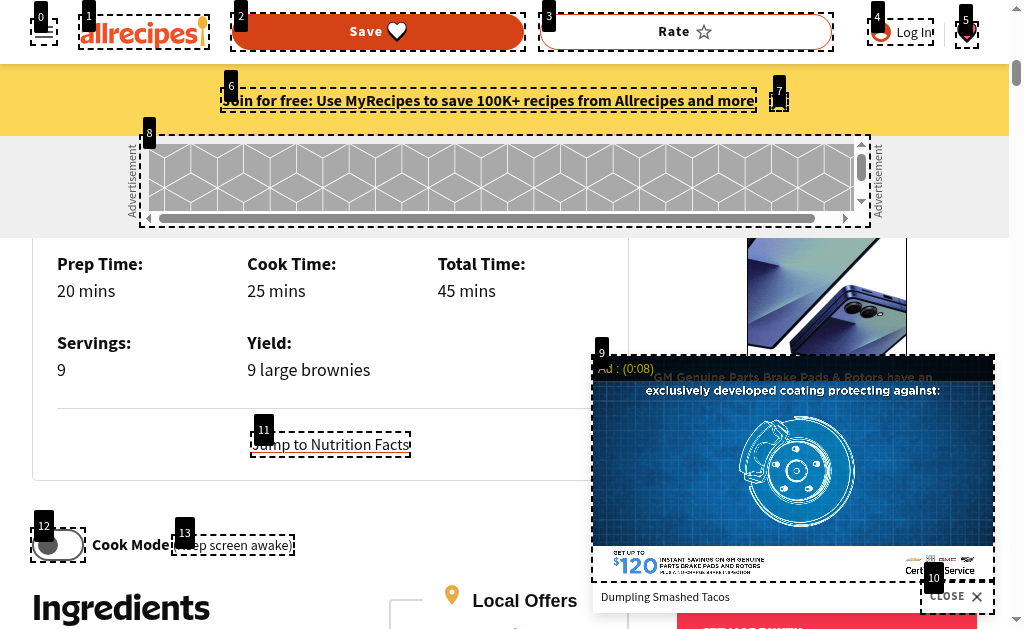 0
1
2
3
4
5
allrecipes
Save
Rate
Log In
6
7
Join for free: Use MyRecipes to save 100K+ recipes from Allrecipes and more
8
Advertisement
Advertisement
Prep Time:
Cook Time:
Total Time:
20 mins
25 mins
45 mins
Servings:
Yield:
9
9 large brownies
11
Jump to Nutrition Facts
9
Ad : (0:08)
GM Genuine Parts Brake Pads & Rotors have an
exclusively developed coating protecting against:
GET UP TO
$120
INSTANT SAVINGS ON GM GENUINE
PARTS BRAKE PADS AND ROTORS
10
Dumpling Smashed Tacos
CLOSE
12
13
Cook Mode
(Keep screen awake)
Ingredients
Local Offers